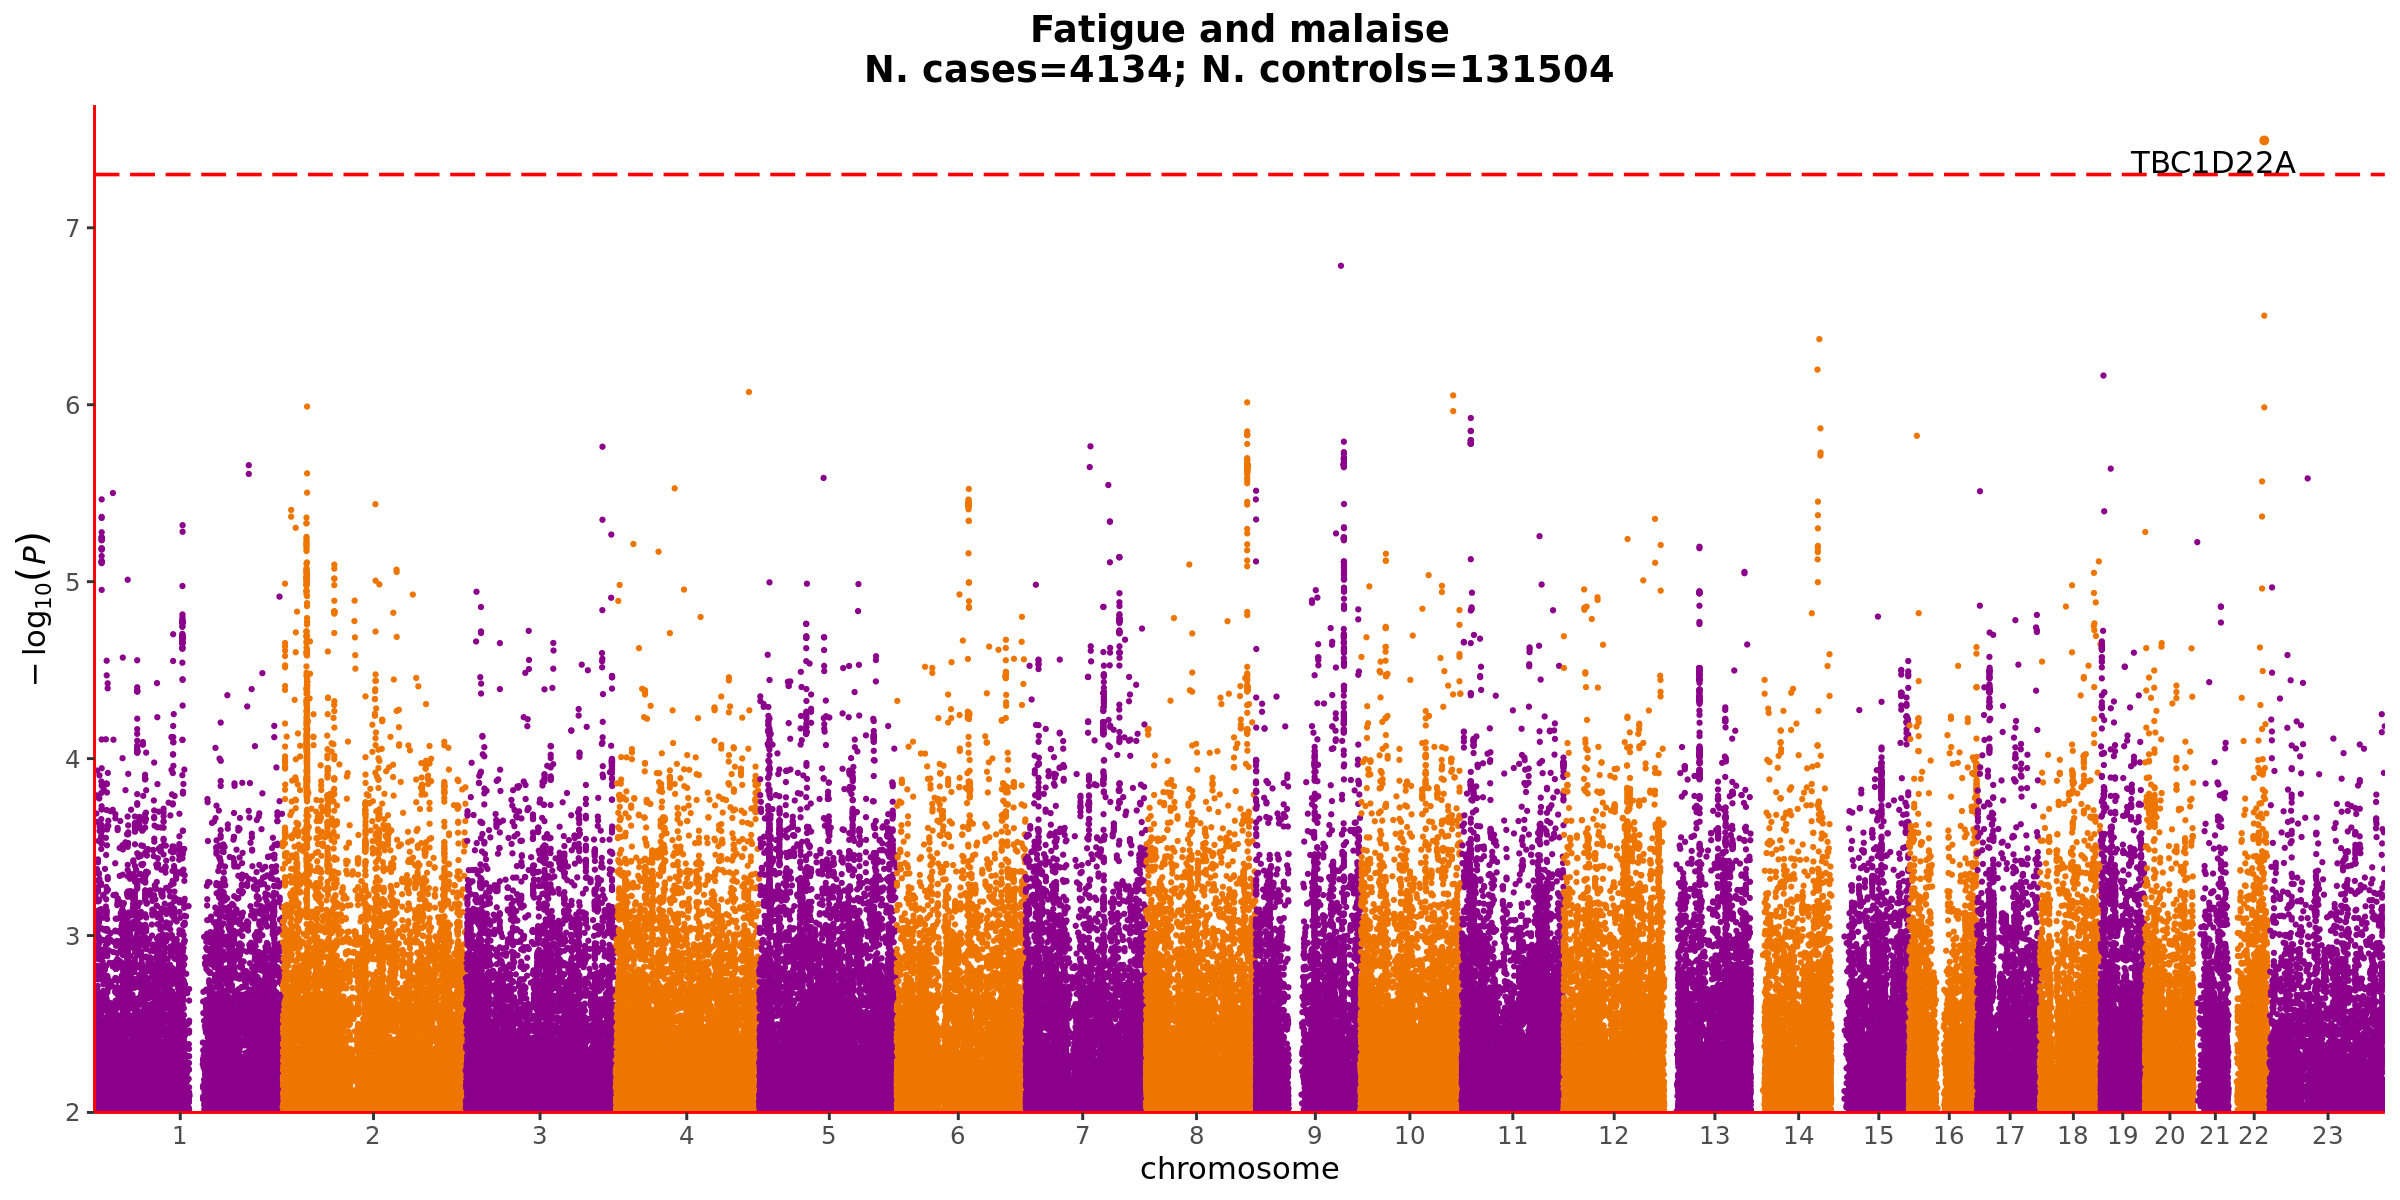 Fatigue and malaise
N. cases=4134; N. controls=131504
TBC1D22A
7
6
5
4
3
2
−log10(P)
1 2 3 4 5 6 7 8 9 10 11 12 13 14 15 16 17 18 19 20 21 22 23
chromosome